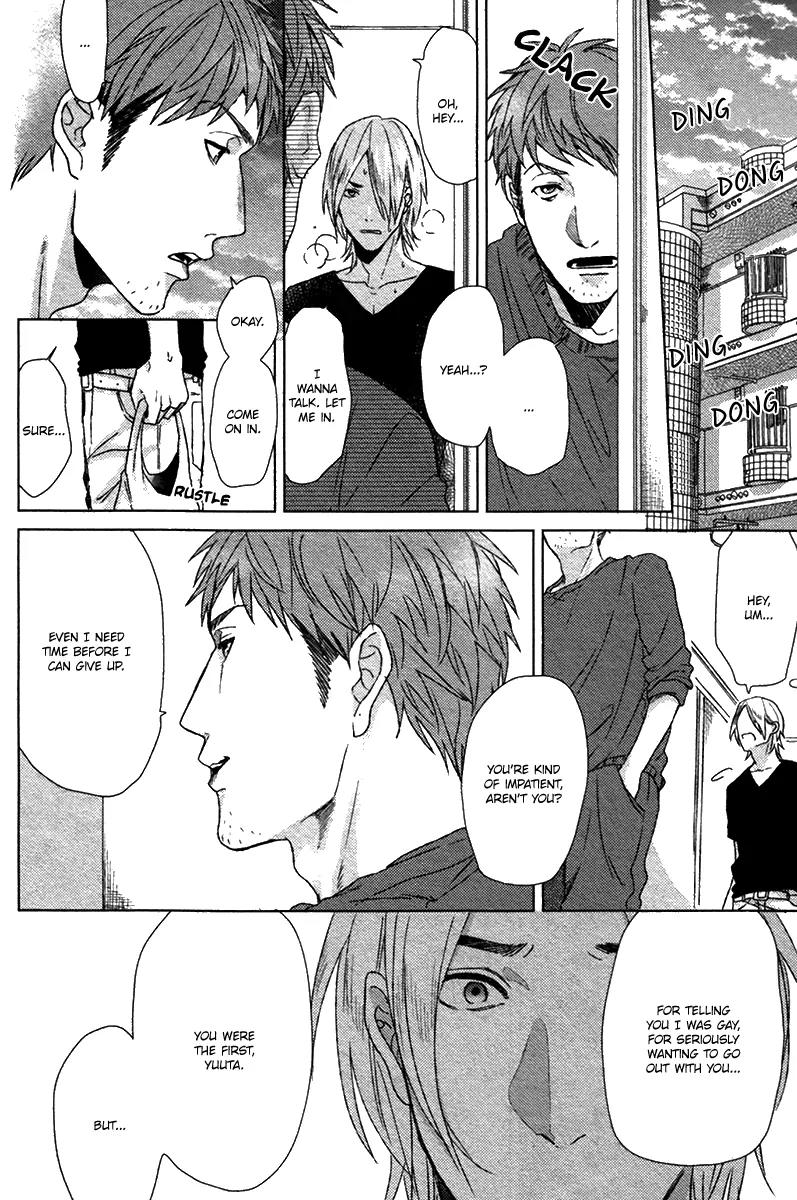 DING
DONG
DING...
DONG
CLACK
...
YEAH...?
OH,
HEY...
I
WANNA
TALK. LET
ME IN.
...
OKAY.
COME
ON IN.
SURE...
RUSTLE
HEY,
UM...
YOU'RE KIND
OF IMPATIENT,
AREN'T YOU?
EVEN I NEED
TIME BEFORE I
CAN GIVE UP.
FOR TELLING
YOU I WAS GAY,
FOR SERIOUSLY
WANTING TO GO
OUT WITH YOU...
YOU WERE
THE FIRST,
YUUTA.
BUT...